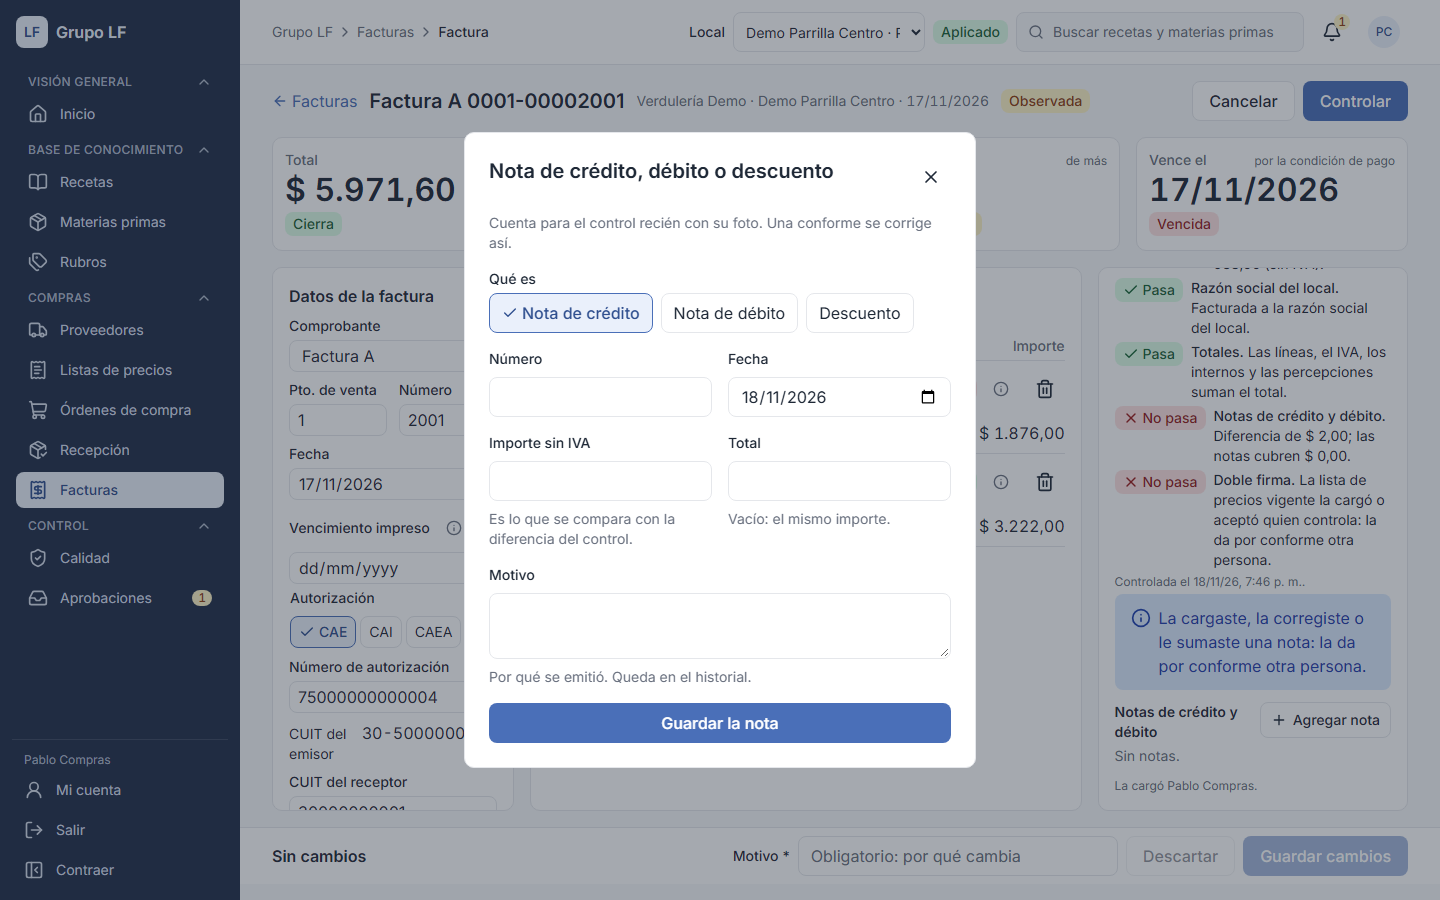 LF Grupo LF
VISIÓN GENERAL
Inicio
BASE DE CONOCIMIENTO
Recetas
Materias primas
Rubros
COMPRAS
Proveedores
Listas de precios
Órdenes de compra
Recepción
Facturas
CONTROL
Calidad
Aprobaciones 1
Pablo Compras
Mi cuenta
Salir
Contraer
Grupo LF > Facturas > Factura
Local Demo Parrilla Centro ·
Aplicado
Buscar recetas y materias primas
1
PC
← Facturas Factura A 0001-00002001 Verdulería Demo · Demo Parrilla Centro · 17/11/2026 Observada
Cancelar
Controlar
Total
$ 5.971,60
Cierra
de más
Vence el por la condición de pago
17/11/2026
Vencida
Datos de la factura
Comprobante
Factura A
Pto. de venta Número
1 2001
Fecha
17/11/2026
Vencimiento impreso
dd/mm/yyyy
Autorización
CAE CAI CAEA
Número de autorización
75000000000004
CUIT del emisor 30-5000000
CUIT del receptor
Nota de crédito, débito o descuento
Cuenta para el control recién con su foto. Una conforme se corrige
así.
Qué es
Nota de crédito Nota de débito Descuento
Número Fecha
18/11/2026
Importe sin IVA Total
Es lo que se compara con la
diferencia del control.
Vacío: el mismo importe.
Motivo
Por qué se emitió. Queda en el historial.
Guardar la nota
Importe
$ 1.876,00
$ 3.222,00
Pasa Razón social del local.
Facturada a la razón social
del local.
Pasa Totales. Las líneas, el IVA, los
internos y las percepciones
suman el total.
No pasa Notas de crédito y débito.
Diferencia de $ 2,00; las
notas cubren $ 0,00.
No pasa Doble firma. La lista de
precios vigente la cargó o
aceptó quien controla: la
da por conforme otra
persona.
Controlada el 18/11/26, 7:46 p. m..
La cargaste, la corregiste o
le sumaste una nota: la da
por conforme otra persona.
Notas de crédito y
débito
+ Agregar nota
Sin notas.
La cargó Pablo Compras.
Sin cambios
Motivo * Obligatorio: por qué cambia
Descartar
Guardar cambios